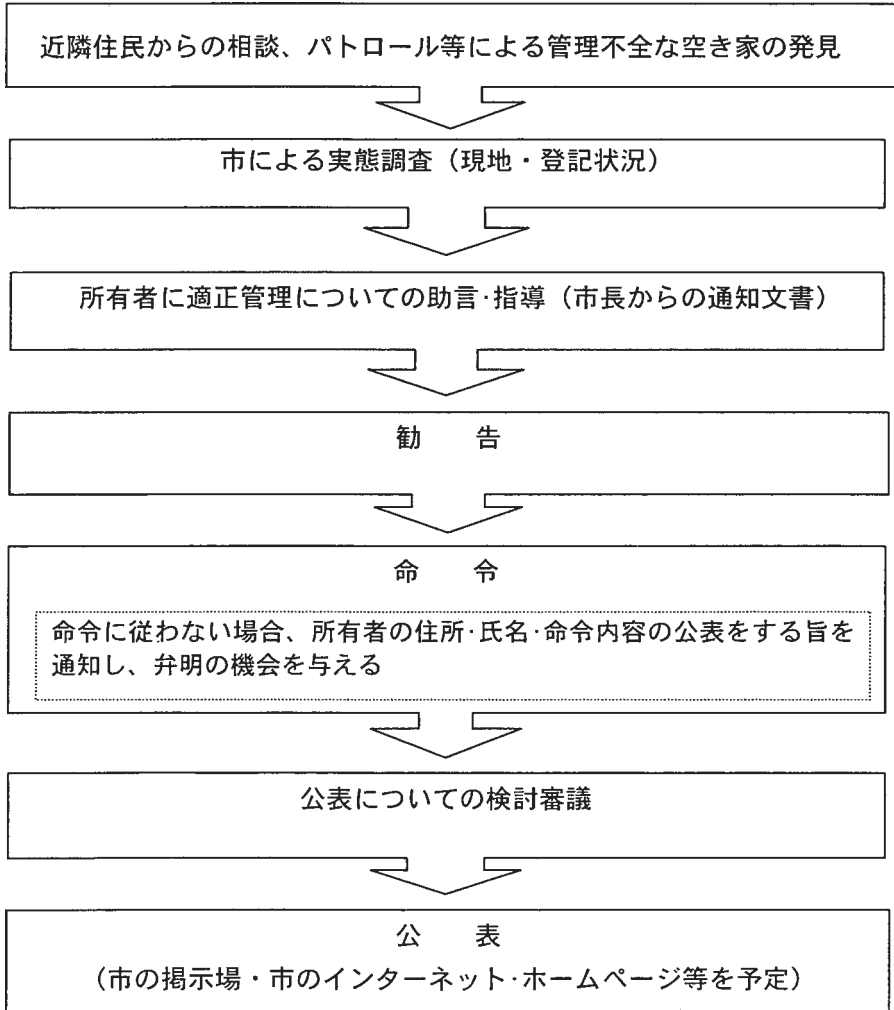 近隣住民からの相談、パトロール等による管理不全な空き家の発見
市による実態調査（現地・登記状況）
所有者に適正管理についての助言・指導（市長からの通知文書）
勧　　告
命　　令
命令に従わない場合、所有者の住所・氏名・命令内容の公表をする旨を
通知し、弁明の機会を与える
公表についての検討審議
公　　表
（市の掲示場・市のインターネット・ホームページ等を予定）